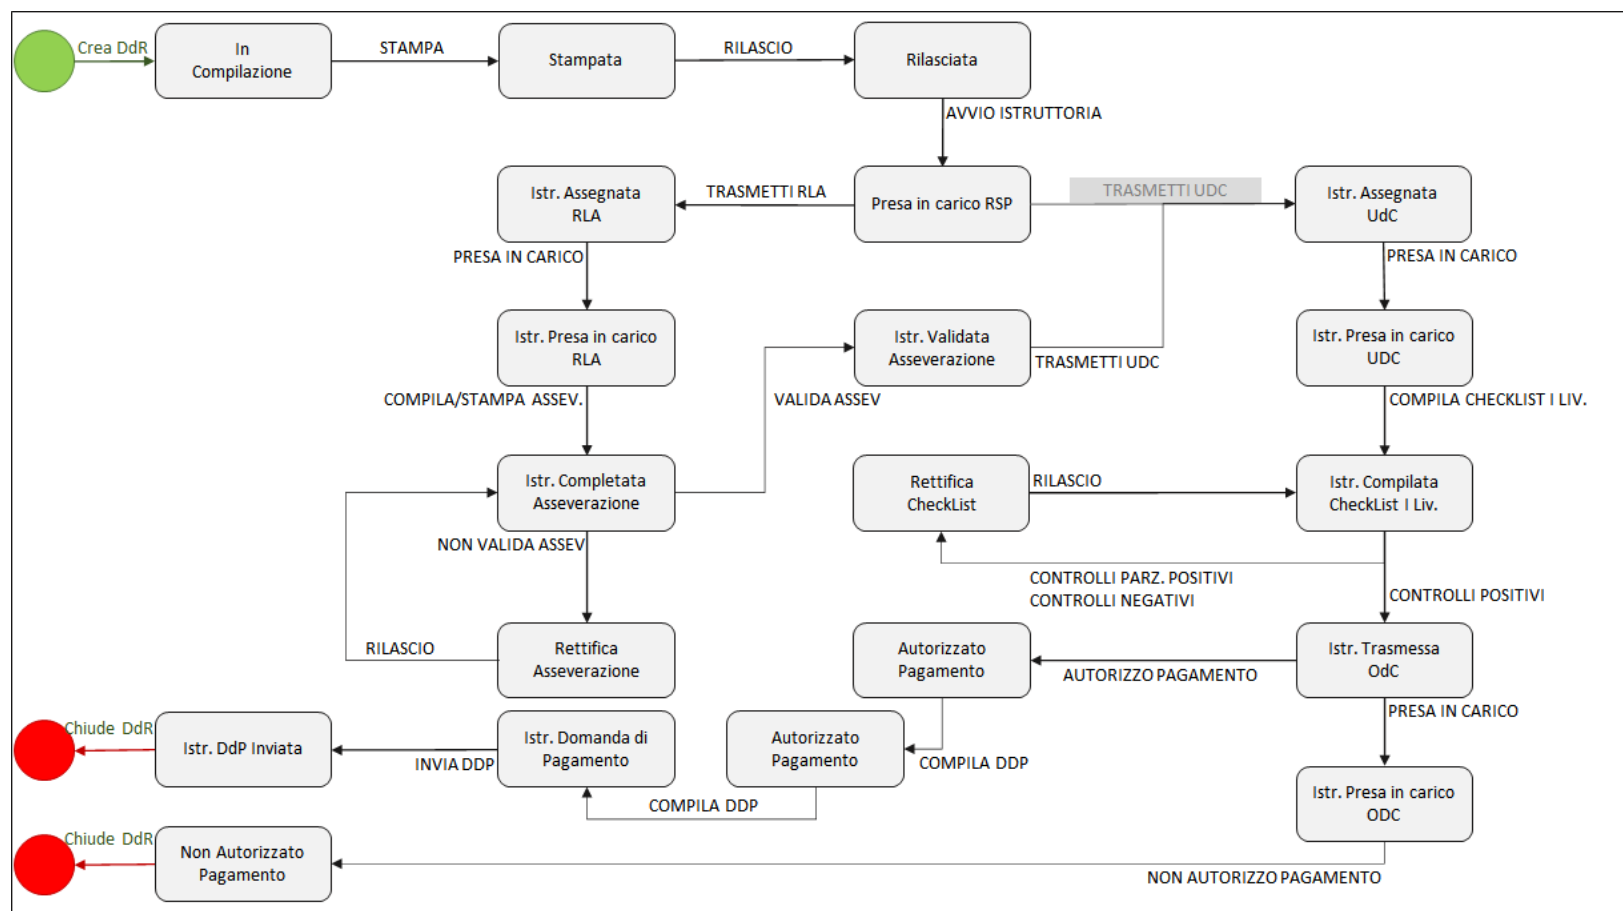 Crea DdR
In
Compilazione
STAMPA
Stampata
RILASCIO
Rilasciata
AVVIO ISTRUTTORIA
Istr. Assegnata
RLA
TRASMETTI RLA
Presa in carico RSP
TRASMETTI UDC
Istr. Assegnata
UdC
PRESA IN CARICO
PRESA IN CARICO
Istr. Presa in carico
RLA
Istr. Validata
Asseverazione
TRASMETTI UDC
Istr. Presa in carico
UDC
COMPILA/STAMPA ASSEV.
VALIDA ASSEV
COMPILA CHECKLIST I LIV.
Istr. Completata
Asseverazione
Rettifica
CheckList
RILASCIO
Istr. Compilata
CheckList I Liv.
NON VALIDA ASSEV
CONTROLLI PARZ. POSITIVI
CONTROLLI NEGATIVI
CONTROLLI POSITIVI
RILASCIO
Rettifica
Asseverazione
Autorizzato
Pagamento
AUTORIZZO PAGAMENTO
Istr. Trasmessa
OdC
PRESA IN CARICO
Chiude DdR
Istr. DdP Inviata
INVIA DDP
Istr. Domanda di
Pagamento
Autorizzato
Pagamento
COMPILA DDP
COMPILA DDP
Istr. Presa in carico
ODC
Chiude DdR
Non Autorizzato
Pagamento
NON AUTORIZZO PAGAMENTO